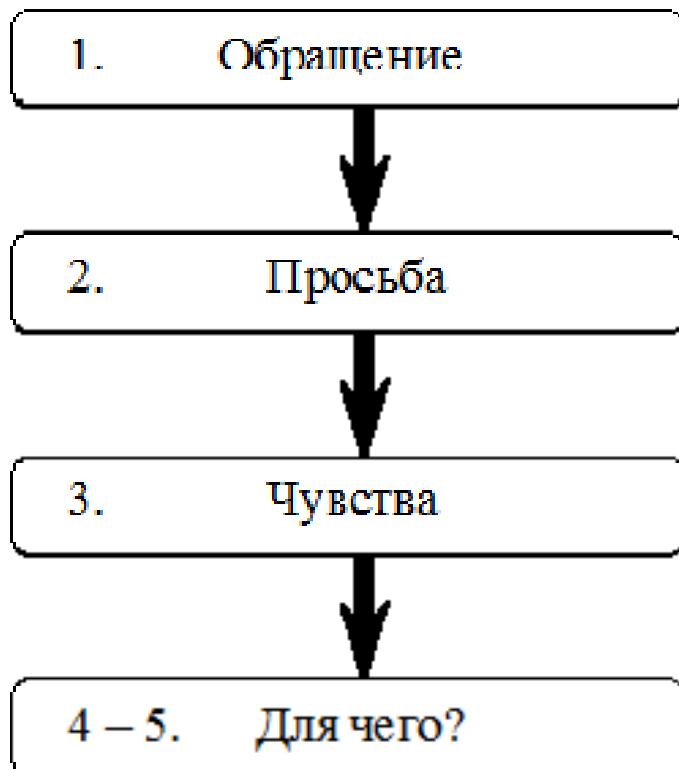 1. Обращение
2. Просьба
3. Чувства
4 – 5. Для чего?